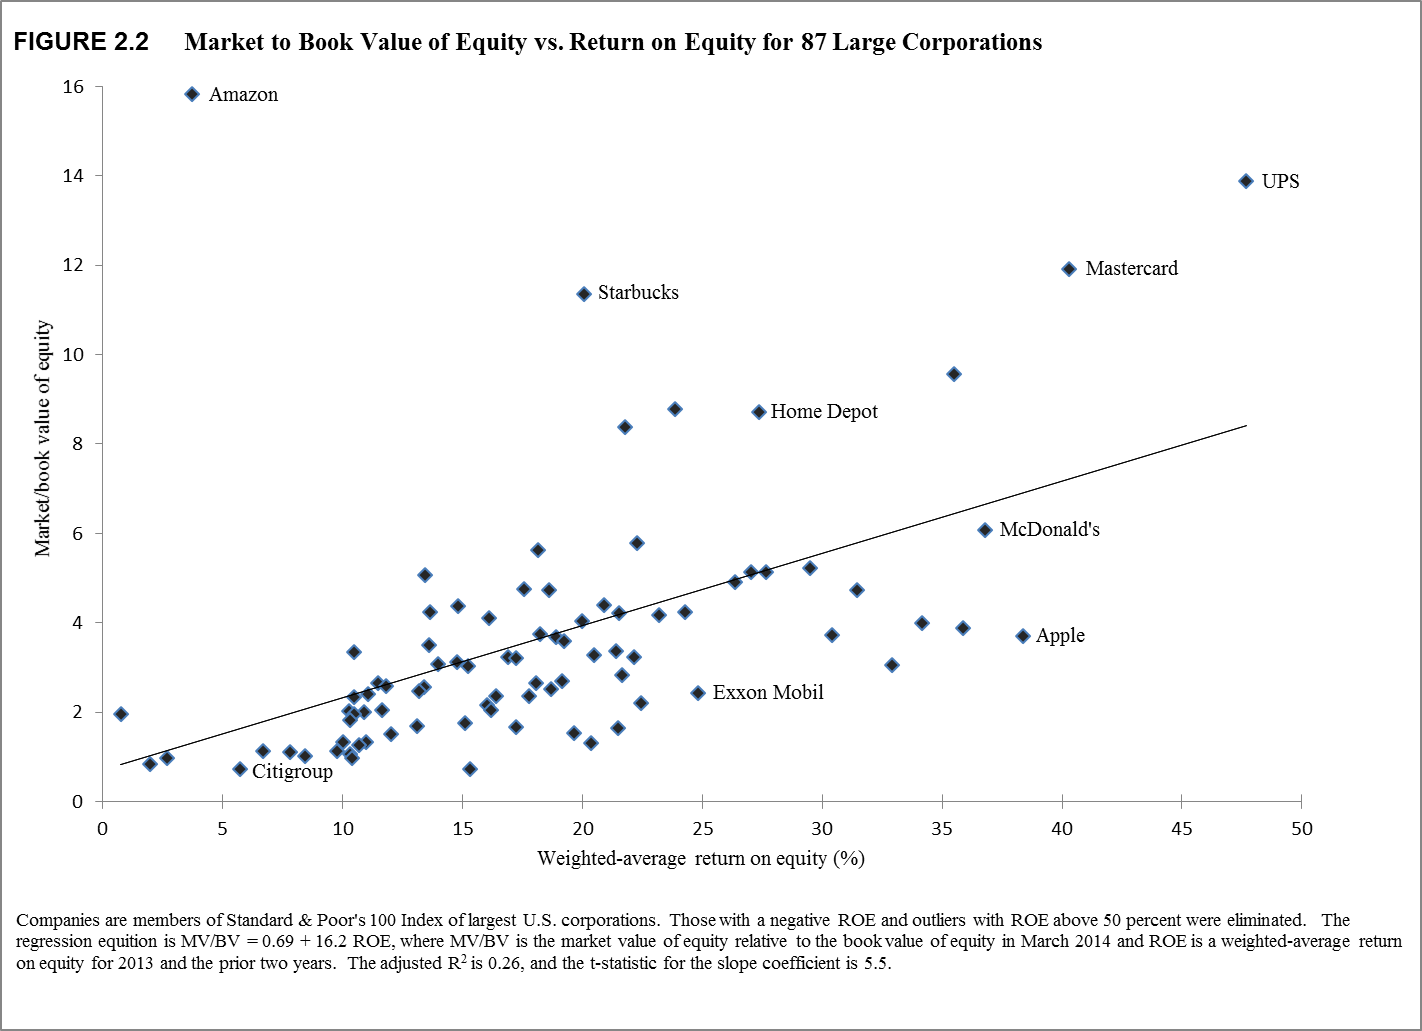 FIGURE 2.2 Market to Book Value of Equity vs. Return on Equity for 87 Large Corporations
16
Amazon
14
UPS
12
Mastercard
Starbucks
10
Home Depot
8
Market/book value of equity
6
McDonald's
4
Apple
Exxon Mobil
2
Citigroup
0
0 5 10 15 20 25 30 35 40 45 50
Weighted-average return on equity (%)
Companies are members of Standard & Poor's 100 Index of largest U.S. corporations. Those with a negative ROE and outliers with ROE above 50 percent were eliminated. The
regression equition is MV/BV = 0.69 + 16.2 ROE, where MV/BV is the market value of equity relative to the book value of equity in March 2014 and ROE is a weighted-average return
on equity for 2013 and the prior two years. The adjusted R² is 0.26, and the t-statistic for the slope coefficient is 5.5.